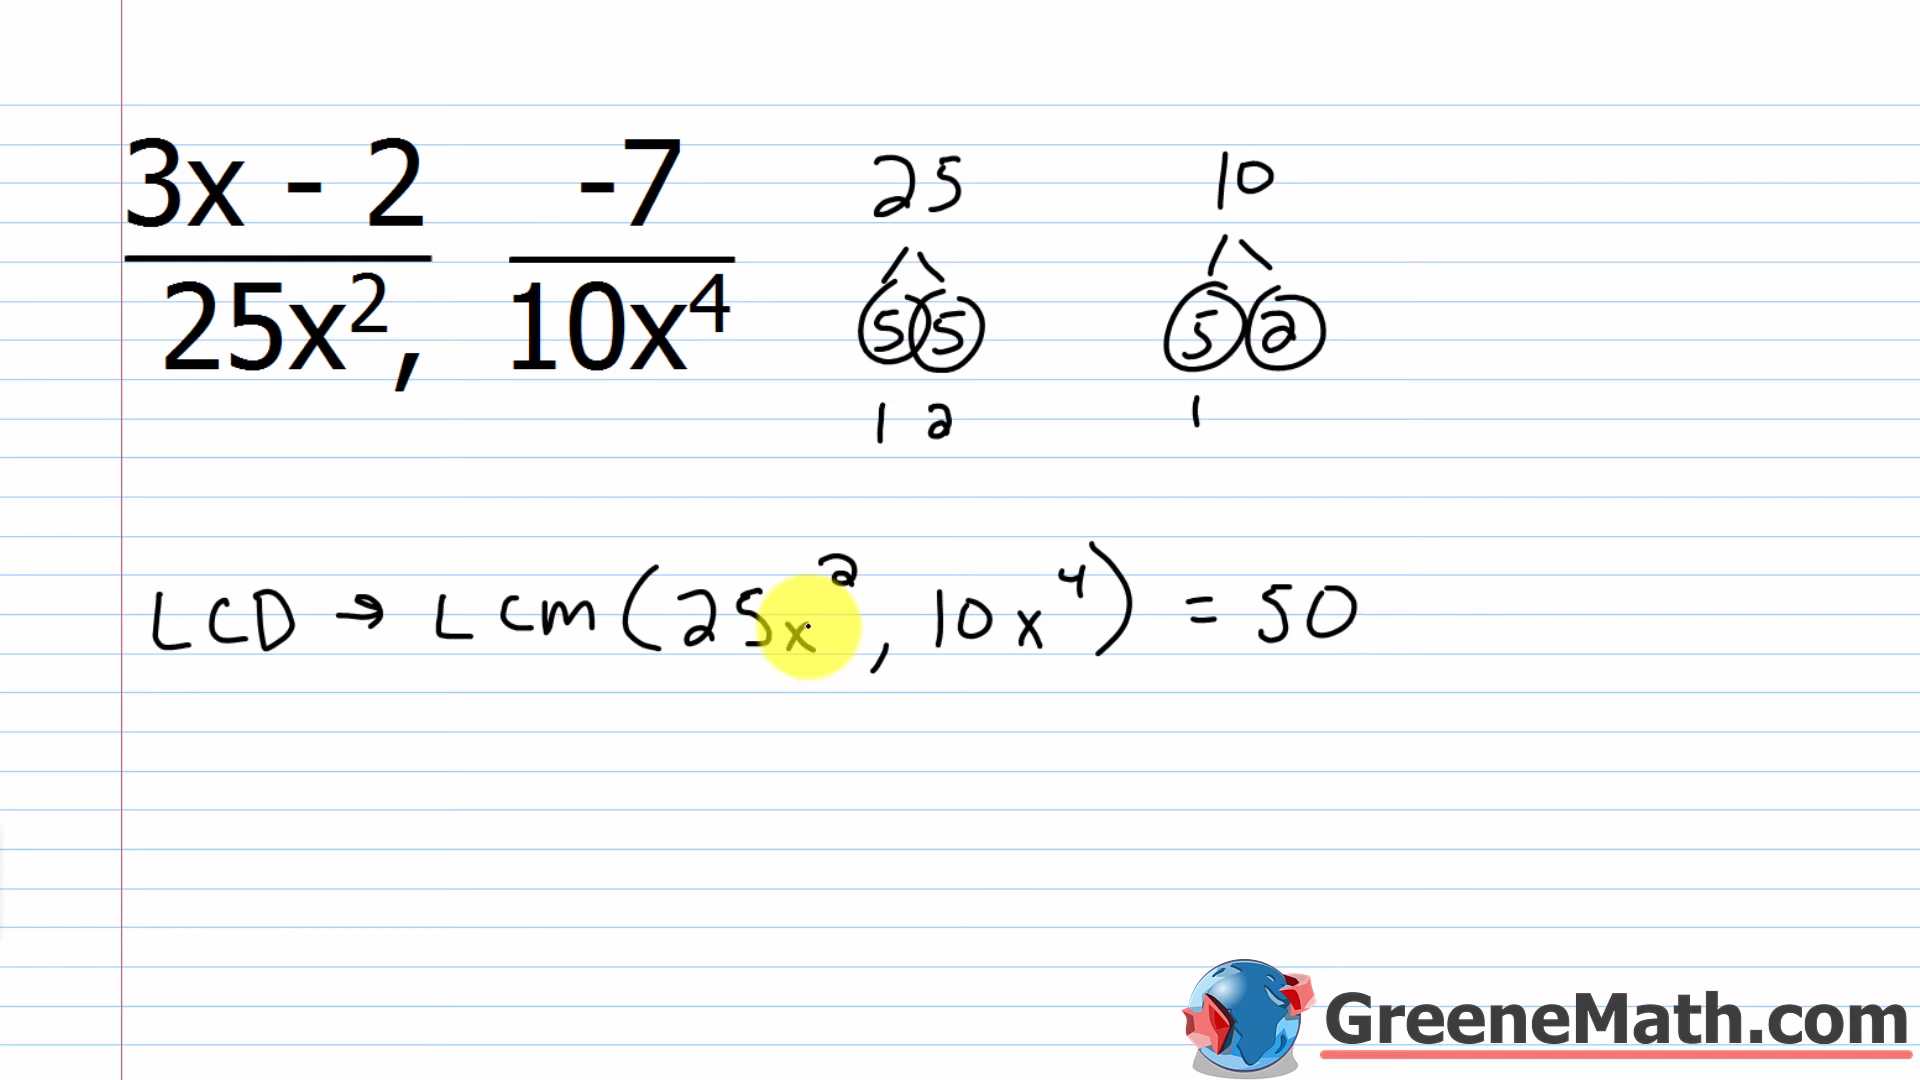 3x - 2 -7 25 10
25x², 10x⁴ 5 5 5 2
1 2 1
LCD → LCM (25x², 10x⁴) = 50
GreeneMath.com